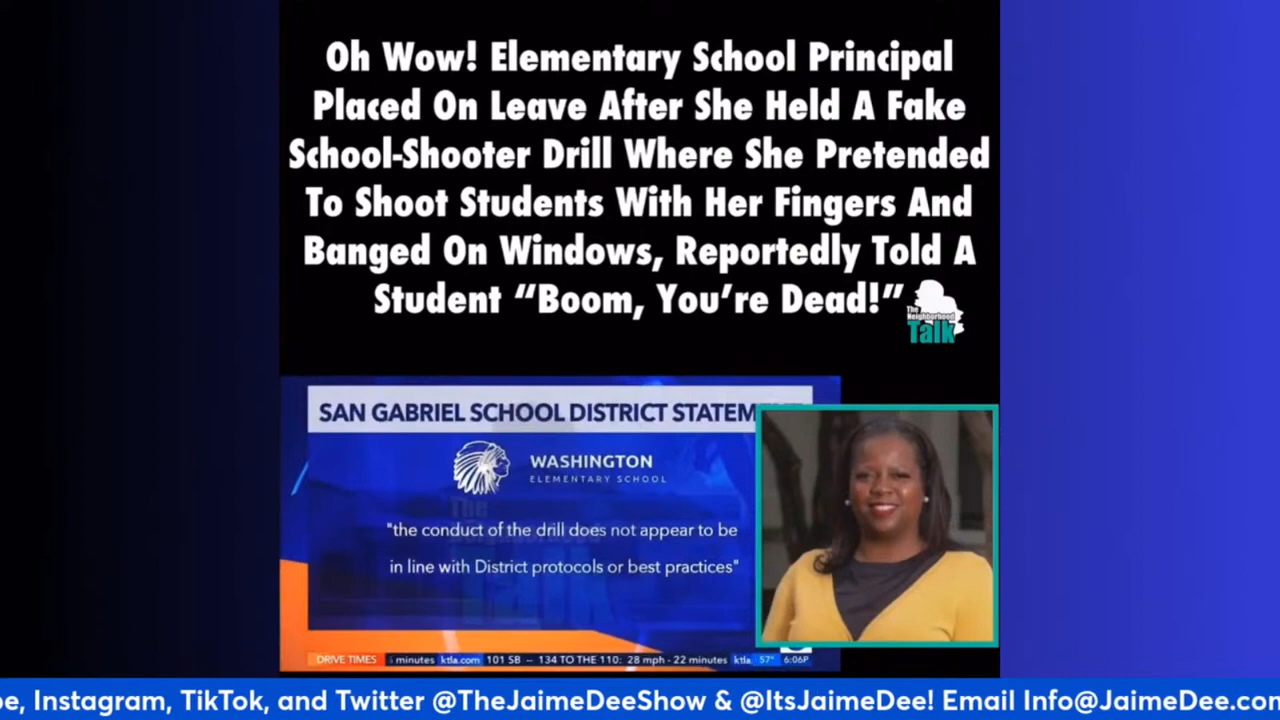 Oh Wow! Elementary School Principal
Placed On Leave After She Held A Fake
School-Shooter Drill Where She Pretended
To Shoot Students With Her Fingers And
Banged On Windows, Reportedly Told A
Student “Boom, You’re Dead!”
The
Neighborhood
Talk
SAN GABRIEL SCHOOL DISTRICT STATEM
WASHINGTON
ELEMENTARY SCHOOL
"the conduct of the drill does not appear to be
in line with District protocols or best practices"
DRIVE TIMES minutes ktla.com 101 SB -- 134 TO THE 110: 28 mph - 22 minutes ktla 57° 6:06P
e, Instagram, TikTok, and Twitter @TheJaimeDeeShow & @ItsJaimeDee! Email Info@JaimeDee.com